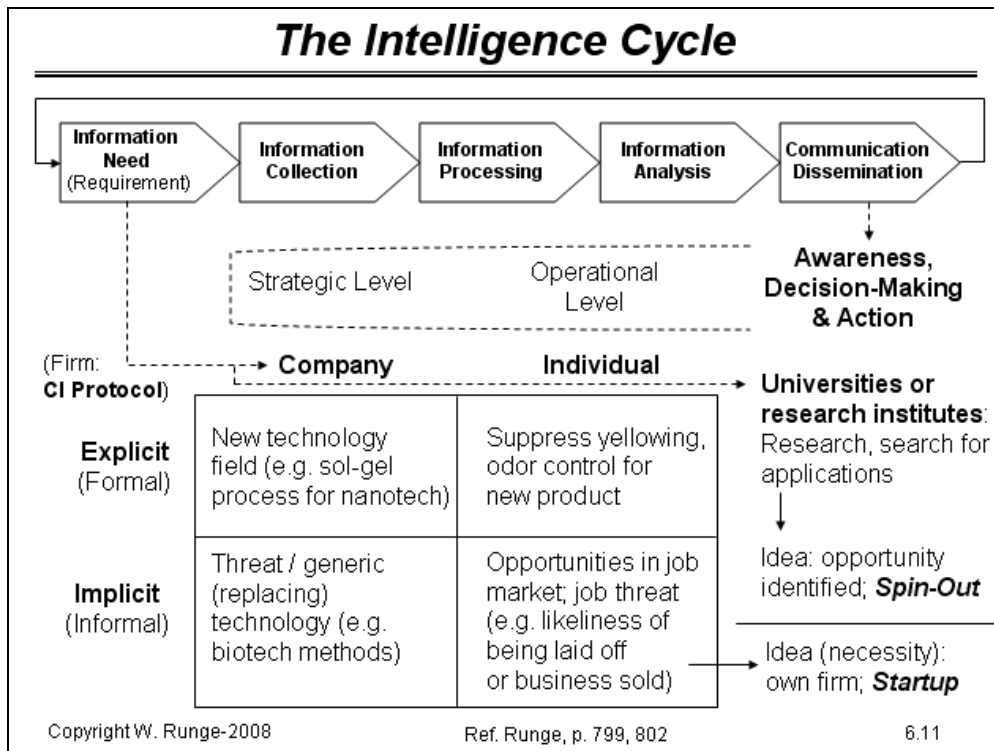 The Intelligence Cycle
Information
Need
(Requirement)
Information
Collection
Information
Processing
Information
Analysis
Communication
Dissemination
Strategic Level
Operational
Level
Awareness,
Decision-Making
& Action
(Firm:
CI Protocol)
Company
Individual
Universities or
research institutes:
Research, search for
applications
Explicit
(Formal)
New technology
field (e.g. sol-gel
process for nanotech)
Suppress yellowing,
odor control for
new product
Idea: opportunity
identified; Spin-Out
Implicit
(Informal)
Threat / generic
(replacing)
technology (e.g.
biotech methods)
Opportunities in job
market; job threat
(e.g. likeliness of
being laid off
or business sold)
Idea (necessity):
own firm; Startup
Copyright W. Runge-2008
Ref. Runge, p. 799, 802
6.11